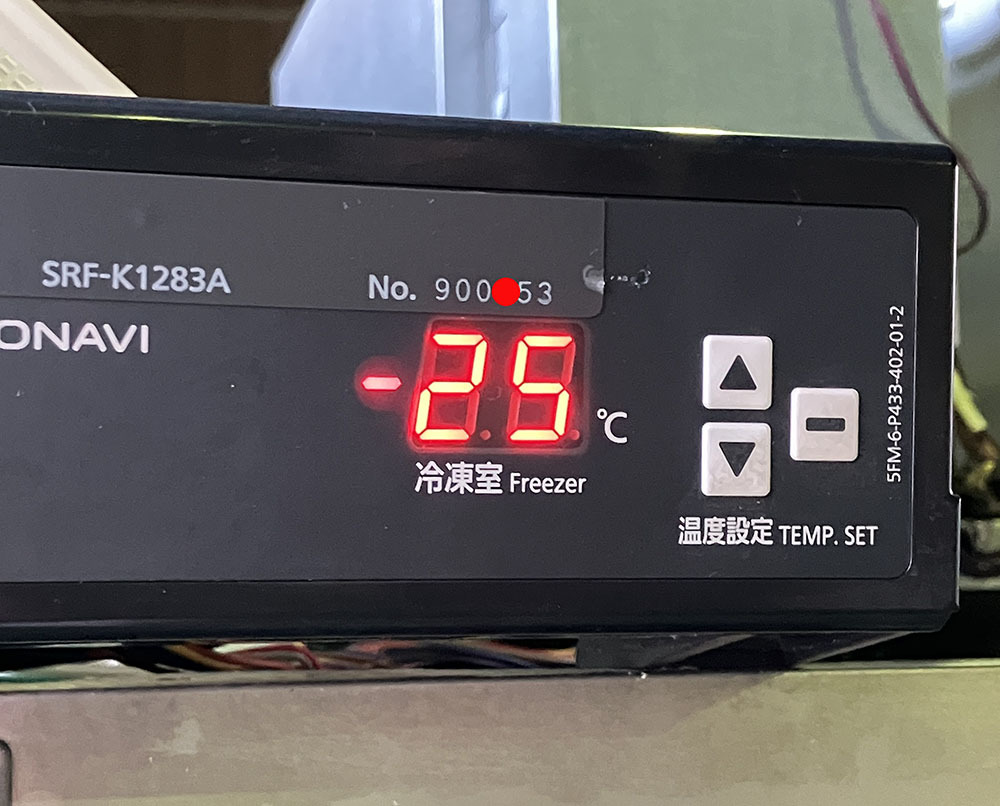 SRF-K1283A
No. 900 53
ONAVI
-25
℃
冷凍室 Freezer
温度設定 TEMP. SET
5FM-6-P433-402-01-2